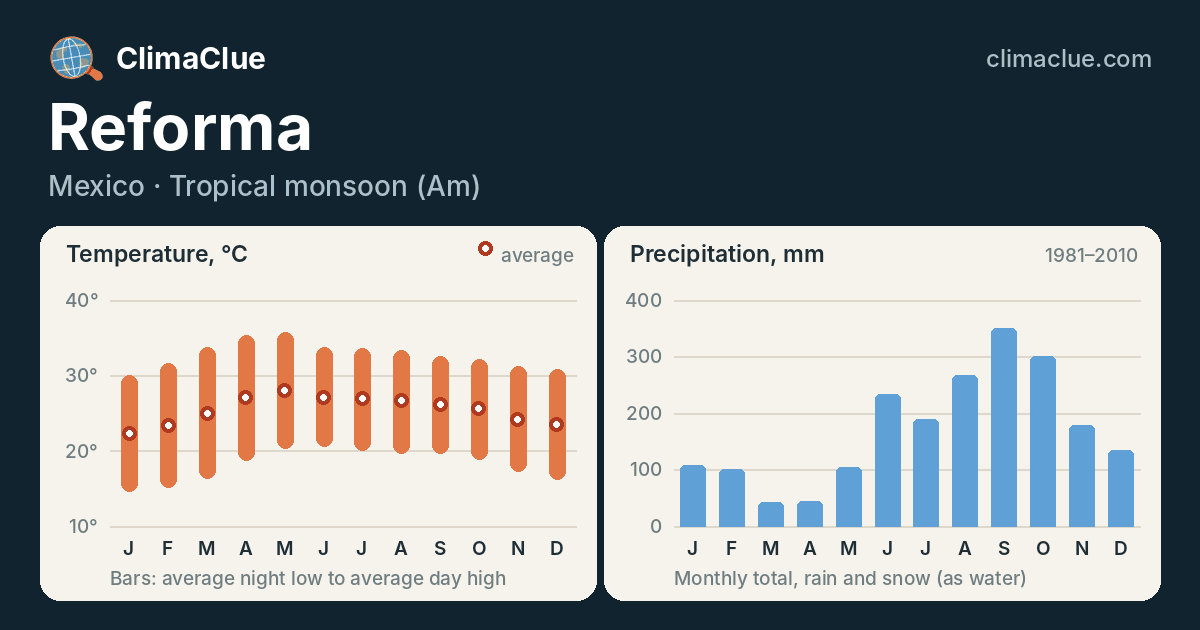 ClimaClue
climaclue.com
Reforma
Mexico · Tropical monsoon (Am)
Temperature, °C
average
40°
30°
20°
10°
J F M A M J J A S O N D
Bars: average night low to average day high
Precipitation, mm
1981–2010
400
300
200
100
0
J F M A M J J A S O N D
Monthly total, rain and snow (as water)